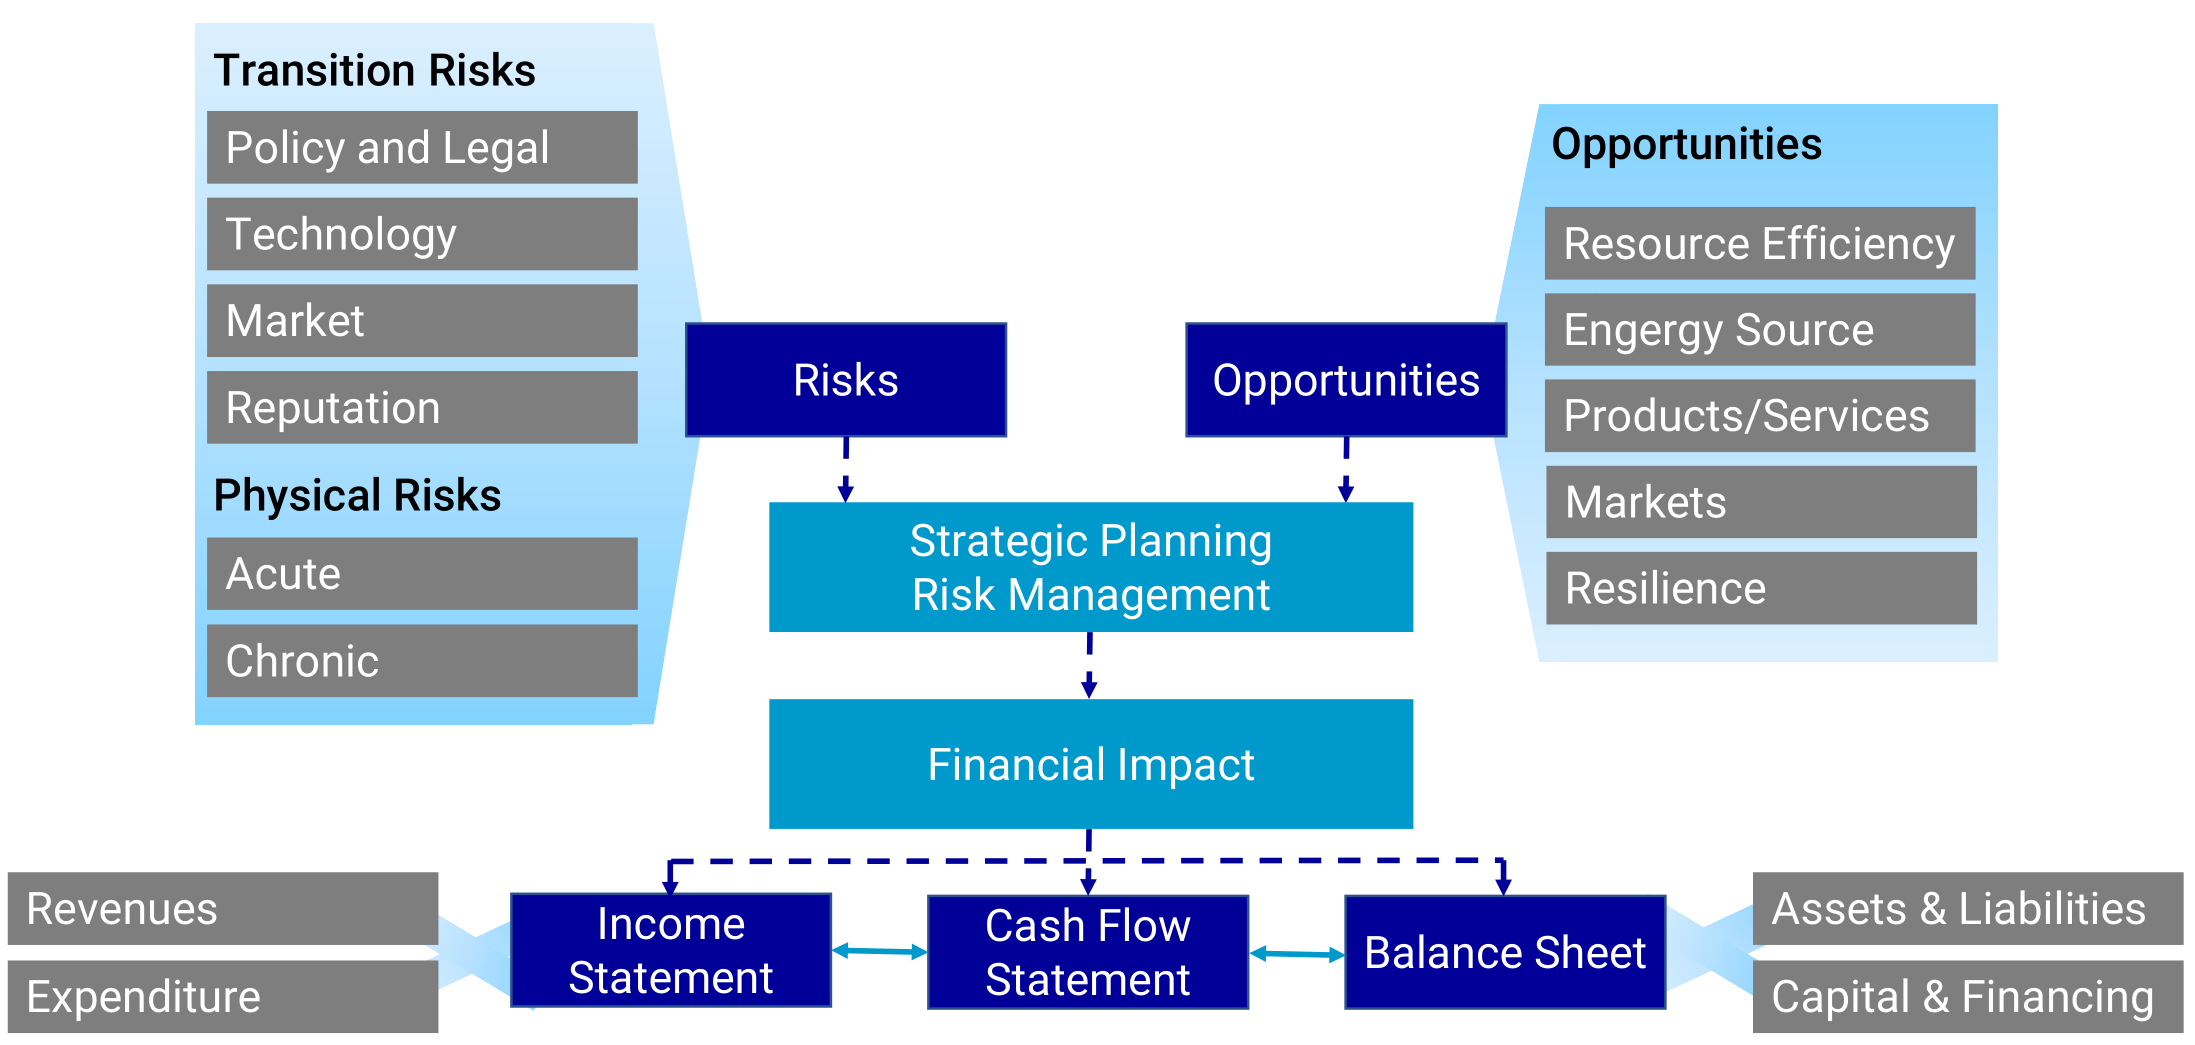 Transition Risks
Policy and Legal
Technology
Market
Reputation
Physical Risks
Acute
Chronic
Risks
Opportunities
Opportunities
Resource Efficiency
Engergy Source
Products/Services
Markets
Resilience
Strategic Planning
Risk Management
Financial Impact
Revenues
Expenditure
Income
Statement
Cash Flow
Statement
Balance Sheet
Assets & Liabilities
Capital & Financing